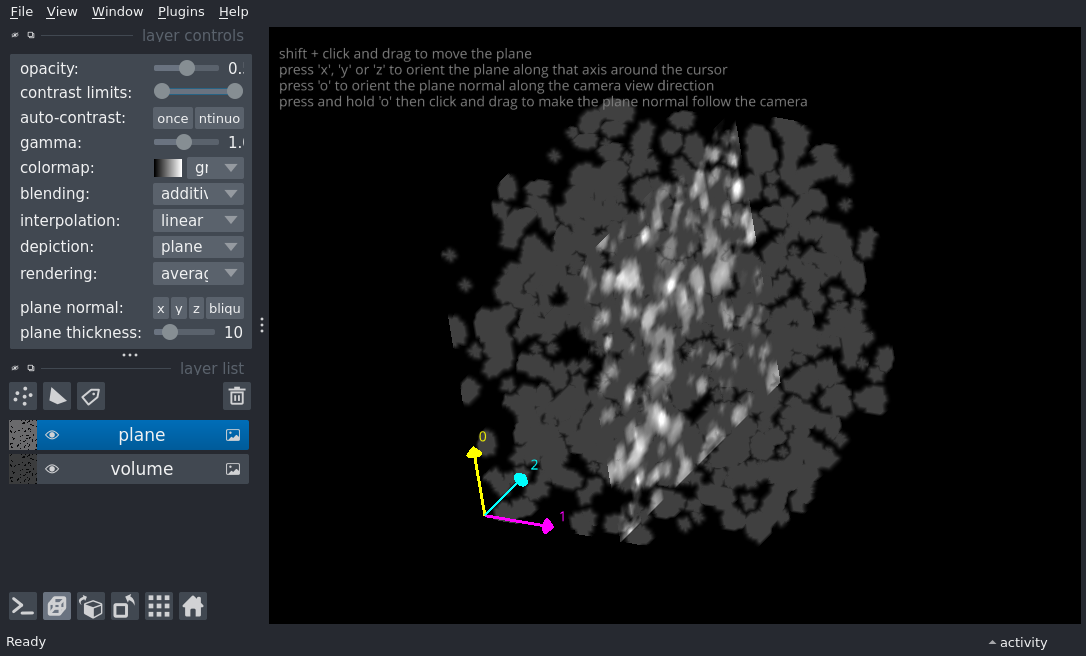 File View Window Plugins Help
layer controls
opacity: 0.
contrast limits:
auto-contrast: once ntinuo
gamma: 1.
colormap: gr
blending: additiv
interpolation: linear
depiction: plane
rendering: averag
plane normal: x y z bliqu
plane thickness: 10
layer list
plane
volume
shift + click and drag to move the plane
press 'x', 'y' or 'z' to orient the plane along that axis around the cursor
press 'o' to orient the plane normal along the camera view direction
press and hold 'o' then click and drag to make the plane normal follow the camera
0
2
1
Ready
activity